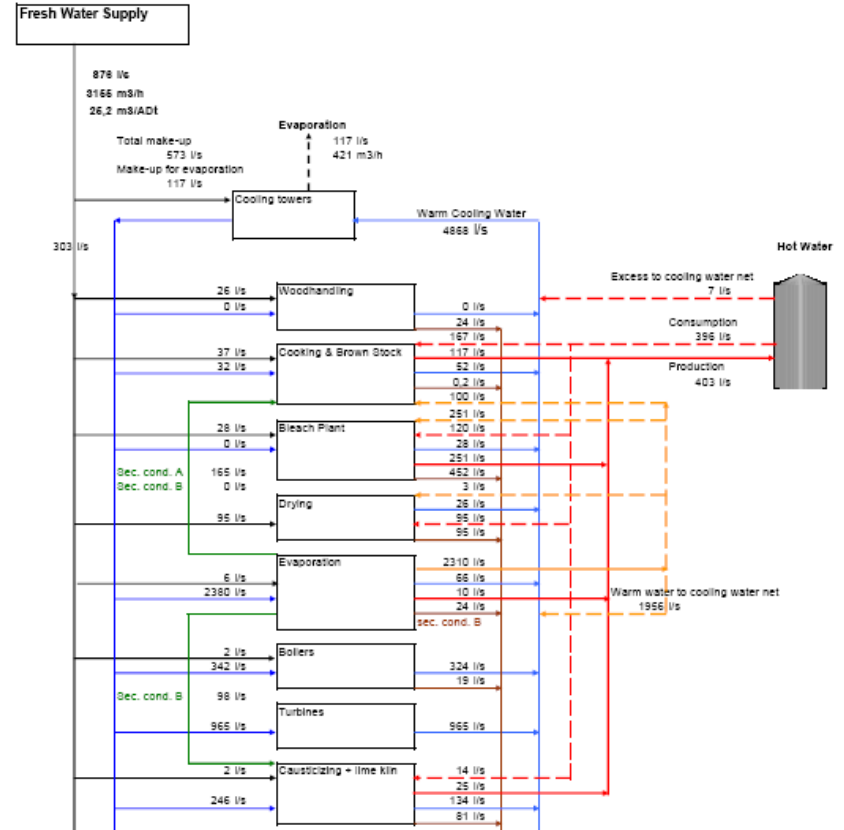 Fresh Water Supply
876 l/s
3155 m3/h
26,2 m3/ADt
Evaporation
Total make-up
573 l/s
117 l/s
421 m3/h
Make-up for evaporation
117 l/s
Cooling towers
Warm Cooling Water
4868 l/s
303 l/s
Hot Water
Excess to cooling water net
7 l/s
26 l/s
Woodhanding
0 l/s
0 l/s
24 l/s
Consumption
396 l/s
167 l/s
37 l/s
Cooking & Brown Stock
117 l/s
32 l/s
52 l/s
Production
403 l/s
0,2 l/s
100 l/s
251 l/s
28 l/s
Bleach Plant
120 l/s
0 l/s
28 l/s
251 l/s
Sec. cond. A
165 l/s
452 l/s
Sec. cond. B
0 l/s
3 l/s
Drying
26 l/s
95 l/s
95 l/s
95 l/s
Evaporation
2310 l/s
6 l/s
66 l/s
2380 l/s
10 l/s
Warm water to cooling water net
1956 l/s
24 l/s
sec. cond. B
2 l/s
Boilers
342 l/s
324 l/s
19 l/s
Sec. cond. B
98 l/s
Turbines
965 l/s
965 l/s
2 l/s
Causticizing + lime kiln
14 l/s
25 l/s
246 l/s
134 l/s
81 l/s